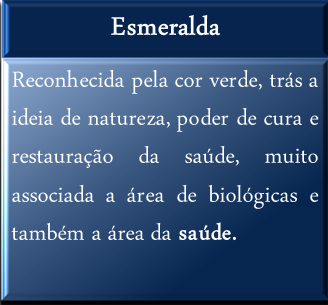 Esmeralda
Reconhecida pela cor verde, trás a
ideia de natureza, poder de cura e
restauração da saúde, muito
associada a área de biológicas e
também a área da saúde.